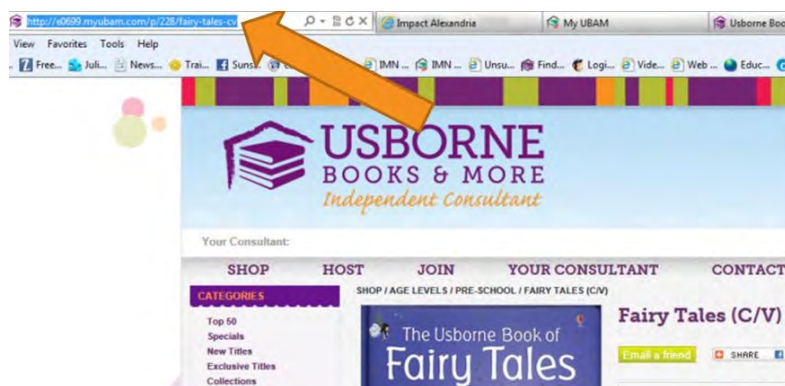 http://e0699.myubam.com/p/228/fairy-tales-cv
Impact Alexandria
My UBAM
Usborne Boo
View Favorites Tools Help
Free... Juli... News... Trai... Suns... IMN ... IMN ... Unsu... Find... Logi... Vide... Web ... Educ...
USBORNE
BOOKS & MORE
Independent Consultant
Your Consultant:
SHOP HOST JOIN YOUR CONSULTANT CONTACT
CATEGORIES
SHOP / AGE LEVELS / PRE-SCHOOL / FAIRY TALES (C/V)
Top 50
Specials
New Titles
Exclusive Titles
Collections
The Usborne Book of
Fairy Tales
Fairy Tales (C/V)
Email a friend
SHARE